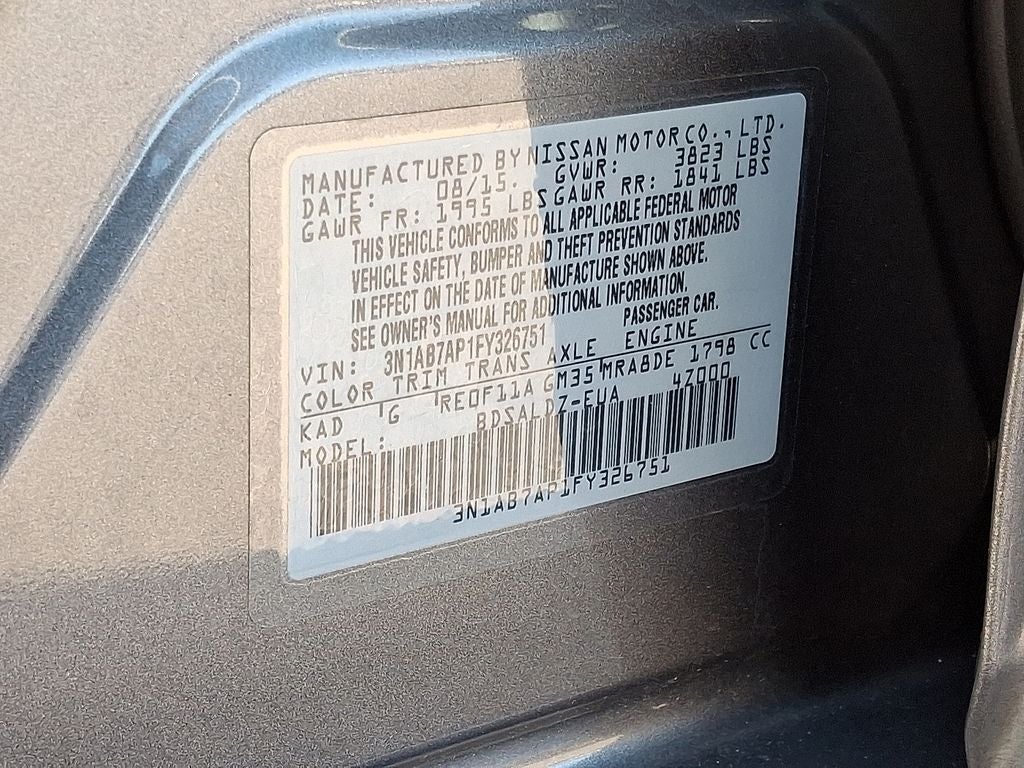 MANUFACTURED BY NISSAN MOTOR CO., LTD.
DATE: 08/15. GVWR: 3823 LBS
GAWR FR: 1995 LBS GAWR RR: 1841 LBS
THIS VEHICLE CONFORMS TO ALL APPLICABLE FEDERAL MOTOR
VEHICLE SAFETY, BUMPER AND THEFT PREVENTION STANDARDS
IN EFFECT ON THE DATE OF MANUFACTURE SHOWN ABOVE.
SEE OWNER'S MANUAL FOR ADDITIONAL INFORMATION.
VIN: 3N1AB7AP1FY326751 PASSENGER CAR.
COLOR TRIM TRANS AXLE ENGINE
KAD G RE0F11A GM35 MRA8DE 1798 CC
MODEL: BDSALDZ-EUA 4Z000
3N1AB7AP1FY326751